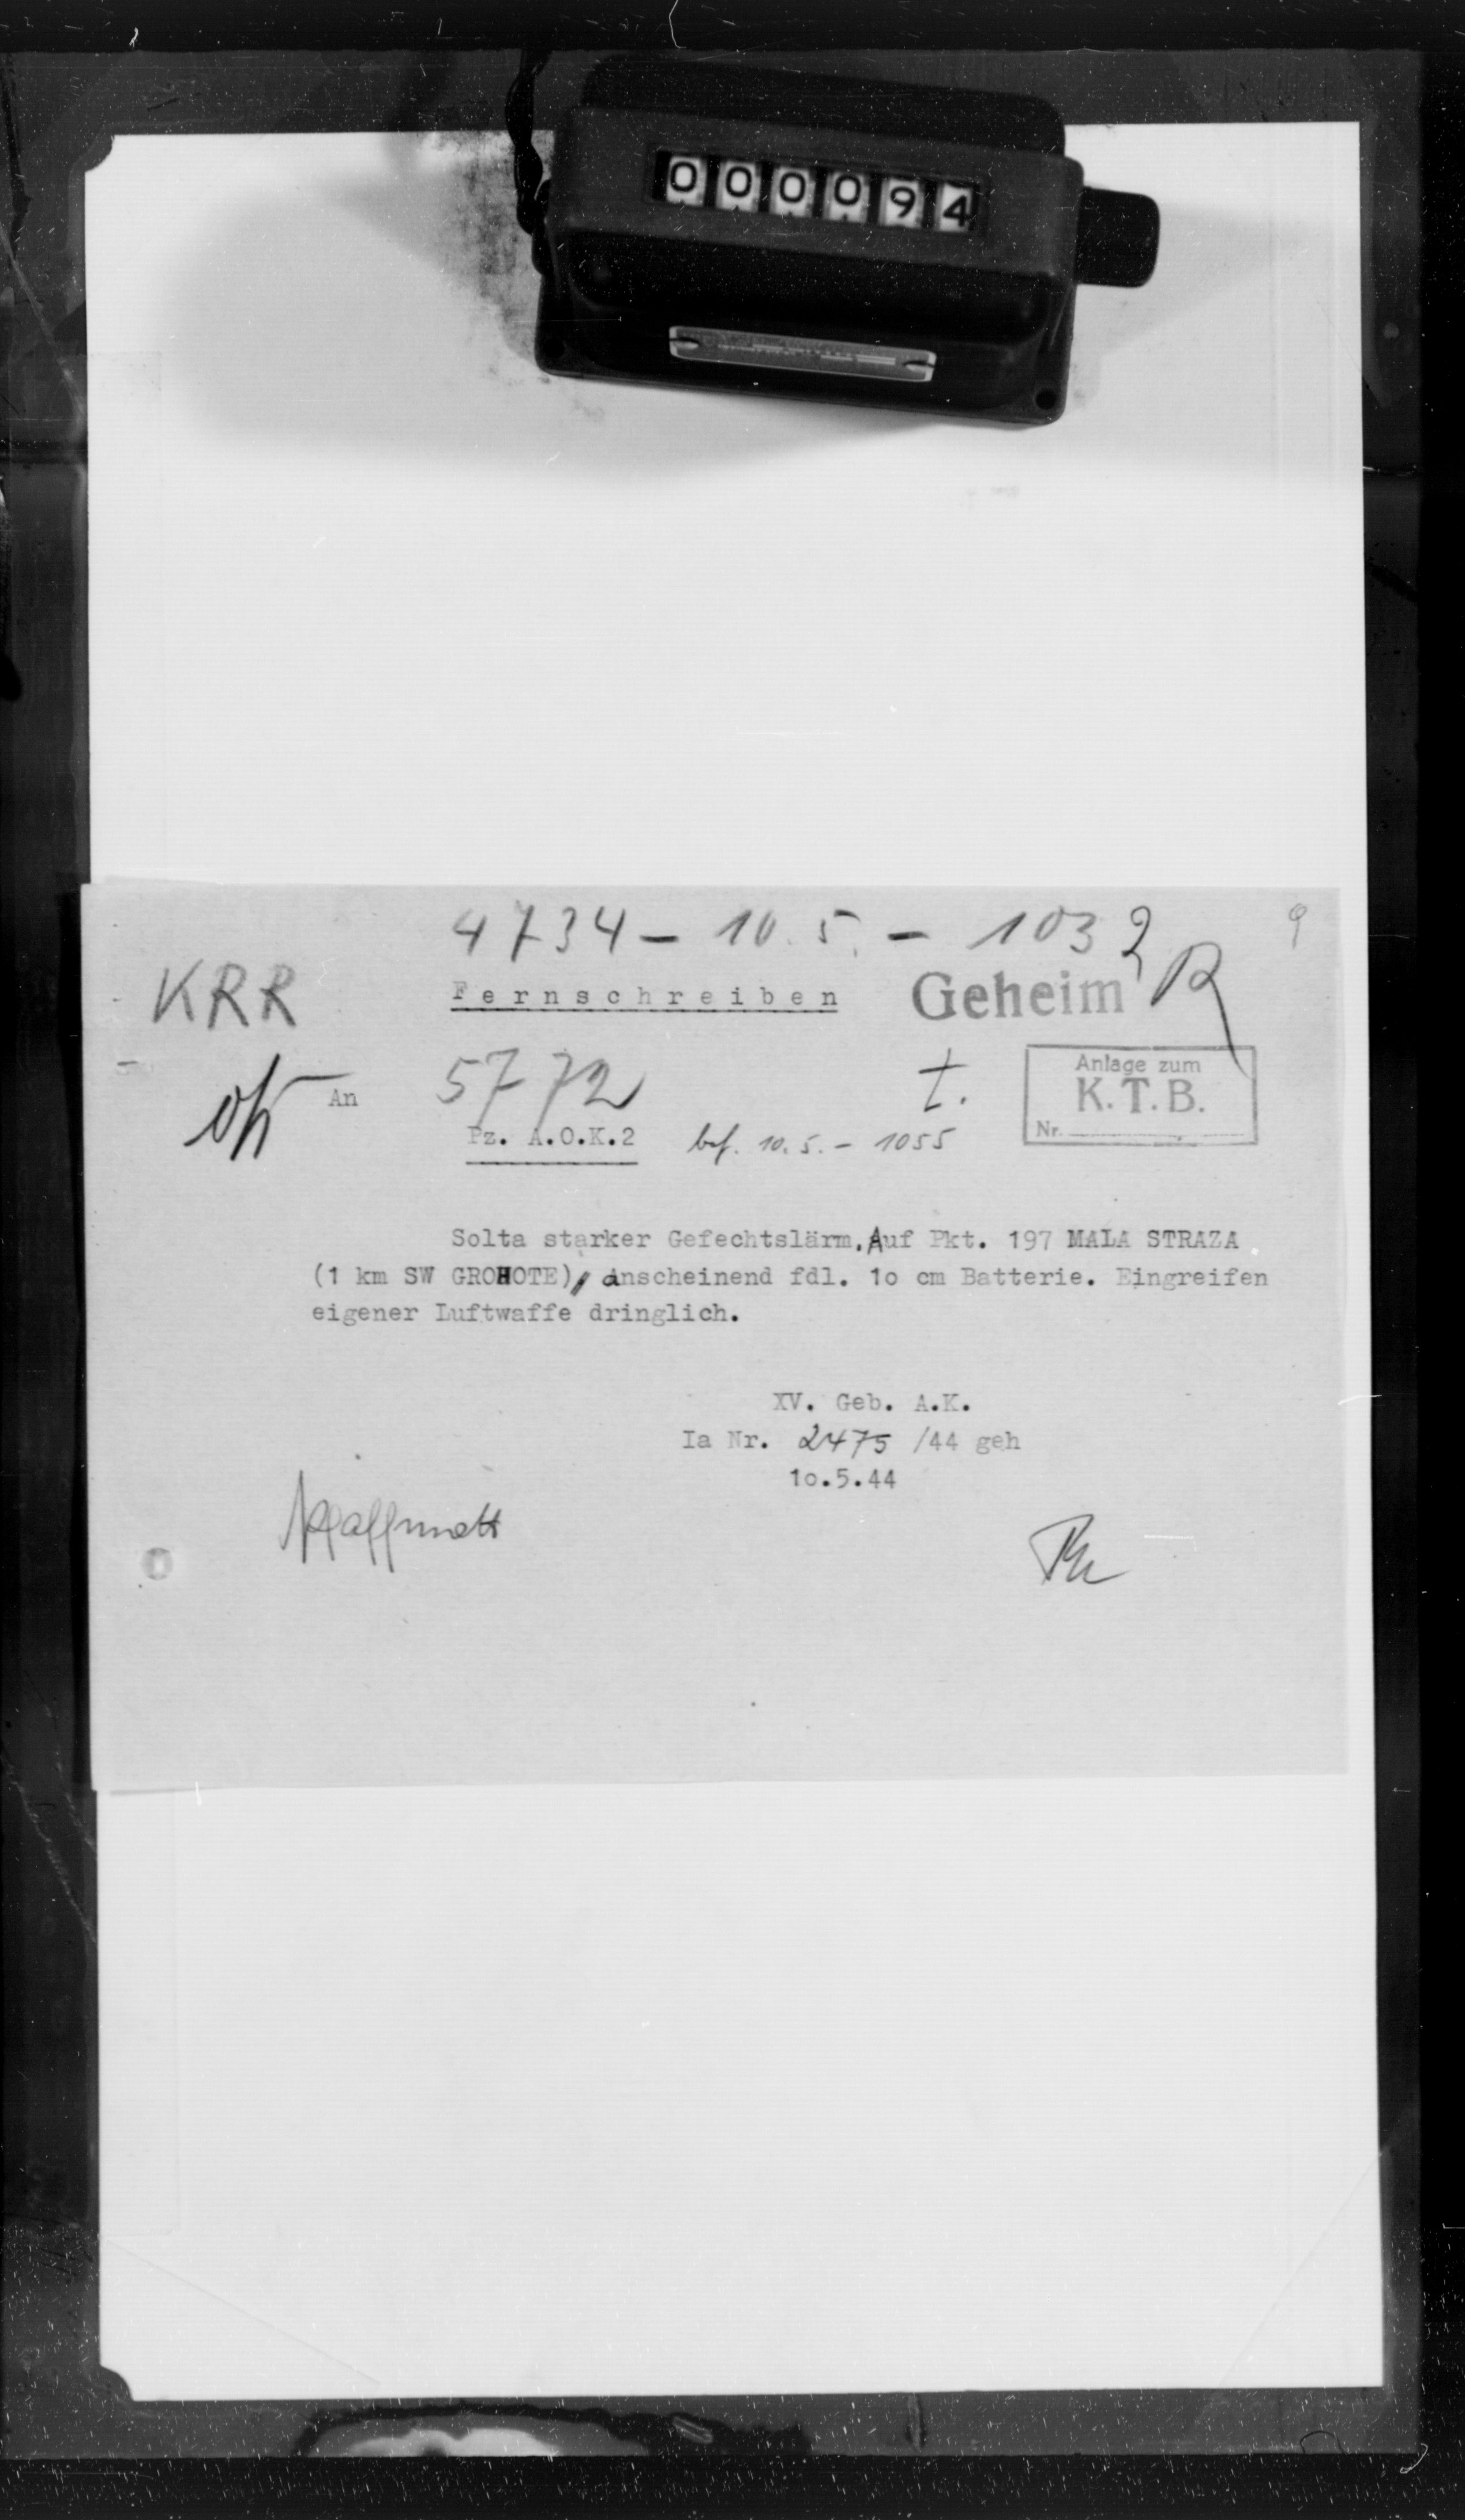 000094
4734 - 10.5. - 1032
9
KRR
Fernschreiben
Geheim
R
An
5772
t.
Anlage zum
K.T.B.
Nr.
Pz. A.O.K.2
bef. 10.5. - 1055
Solta starker Gefechtslärm. Auf Pkt. 197 MALA STRAZA
(1 km SW GROHOTE), anscheinend fdl. 1o cm Batterie. Eingreifen
eigener Luftwaffe dringlich.
XV. Geb. A.K.
Ia Nr. 2475 /44 geh
1o.5.44